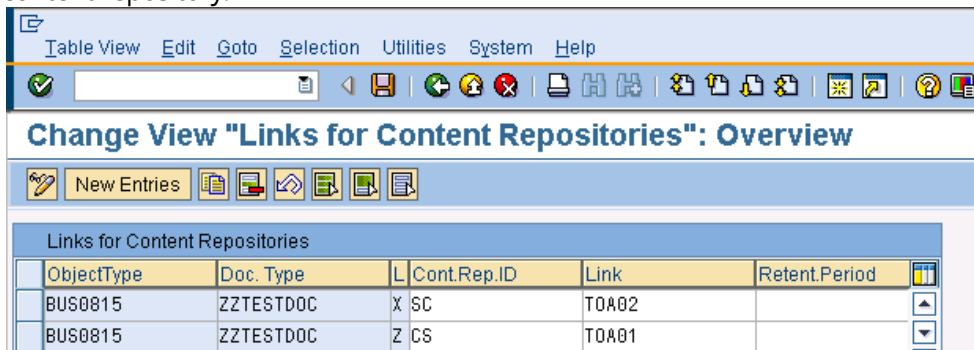 Table View Edit Goto Selection Utilities System Help
Change View "Links for Content Repositories": Overview
New Entries
Links for Content Repositories
ObjectType Doc. Type L Cont.Rep.ID Link Retent.Period
BUS0815 ZZTESTDOC X SC TOA02
BUS0815 ZZTESTDOC Z CS TOA01